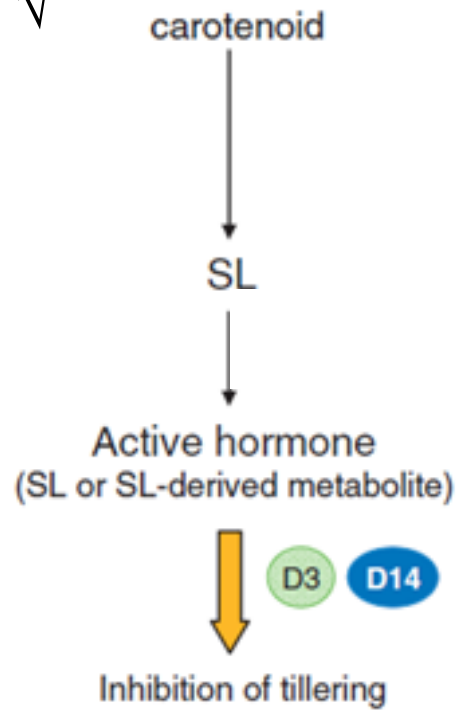 carotenoid
SL
Active hormone
(SL or SL-derived metabolite)
D3 D14
Inhibition of tillering